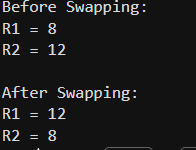 Before Swapping:
R1 = 8
R2 = 12
After Swapping:
R1 = 12
R2 = 8